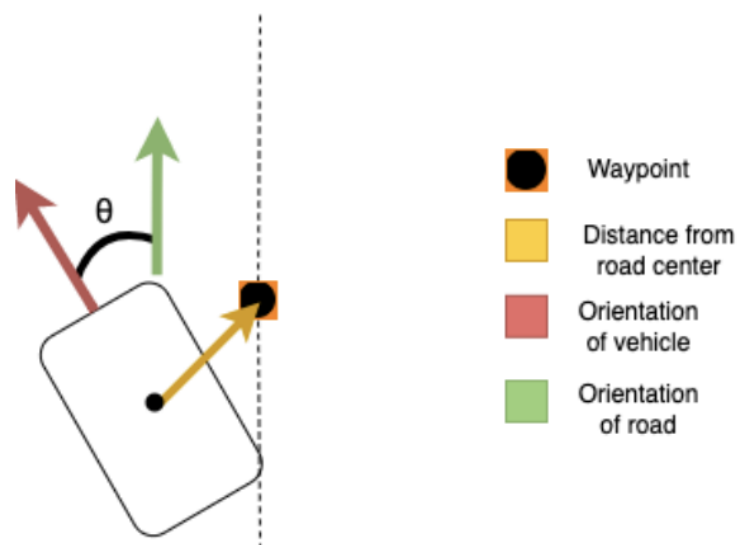 θ
Waypoint
Distance from
road center
Orientation
of vehicle
Orientation
of road